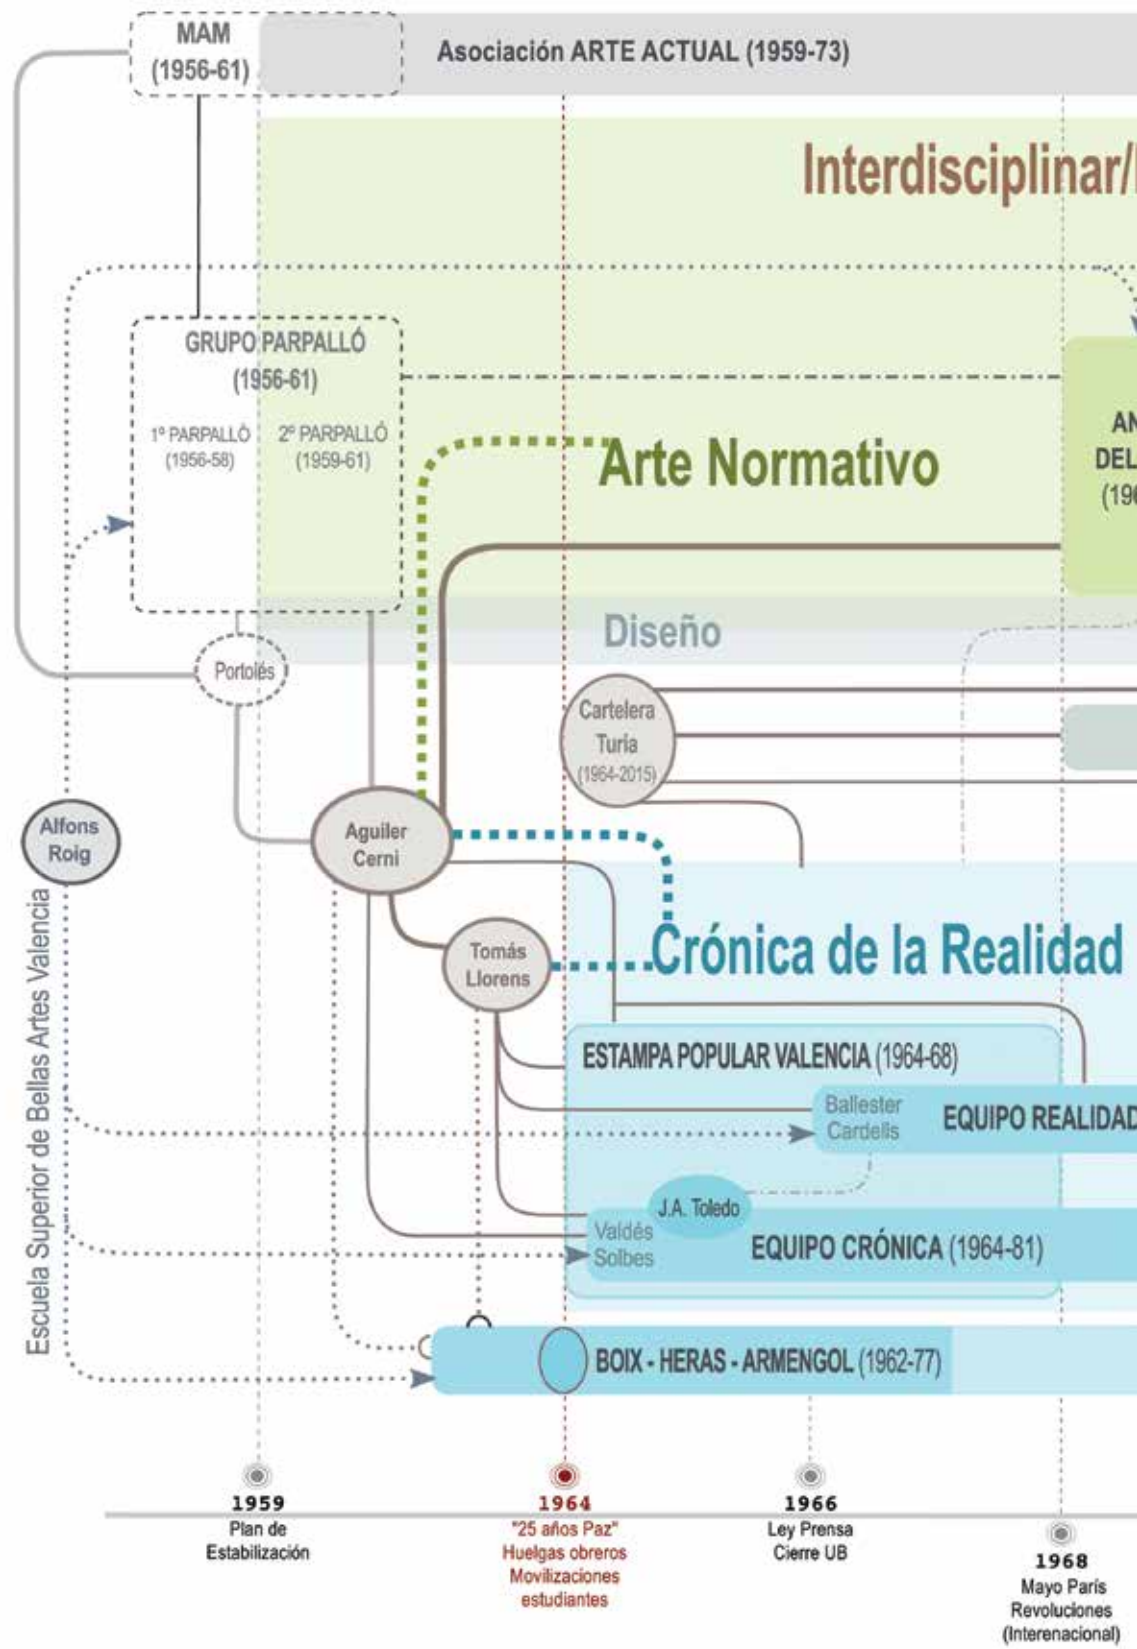 MAM
(1956-61)
Asociación ARTE ACTUAL (1959-73)
Interdisciplinar/
GRUPO PARPALLÓ
(1956-61)
1º PARPALLÓ
(1956-58)
2º PARPALLÓ
(1959-61)
Arte Normativo
AN
DEL
(196
Diseño
Portolés
Cartelera
Turia
(1964-2015)
Alfons
Roig
Aguiler
Cerni
Escuela Superior de Bellas Artes Valencia
Tomás
Llorens
Crónica de la Realidad
ESTAMPA POPULAR VALENCIA (1964-68)
Ballester
Cardells
EQUIPO REALIDAD
J.A. Toledo
Valdés
Solbes
EQUIPO CRÓNICA (1964-81)
BOIX - HERAS - ARMENGOL (1962-77)
1959
Plan de
Estabilización
1964
"25 años Paz"
Huelgas obreros
Movilizaciones
estudiantes
1966
Ley Prensa
Cierre UB
1968
Mayo París
Revoluciones
(Interenacional)